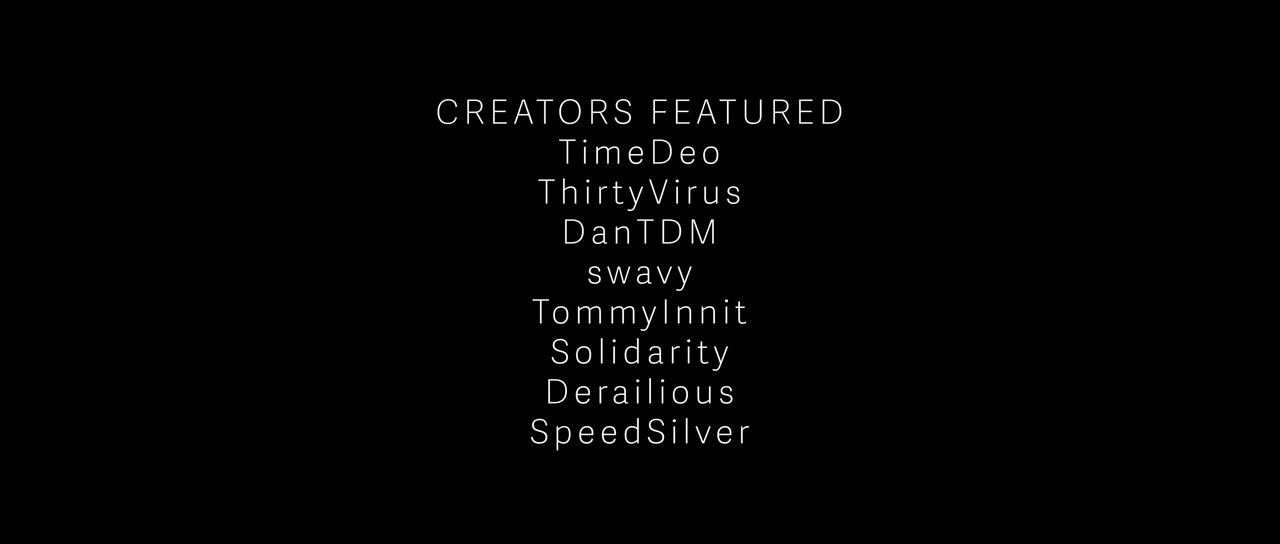 CREATORS FEATURED
TimeDeo
ThirtyVirus
DanTDM
swavy
TommyInnit
Solidarity
Derailious
SpeedSilver